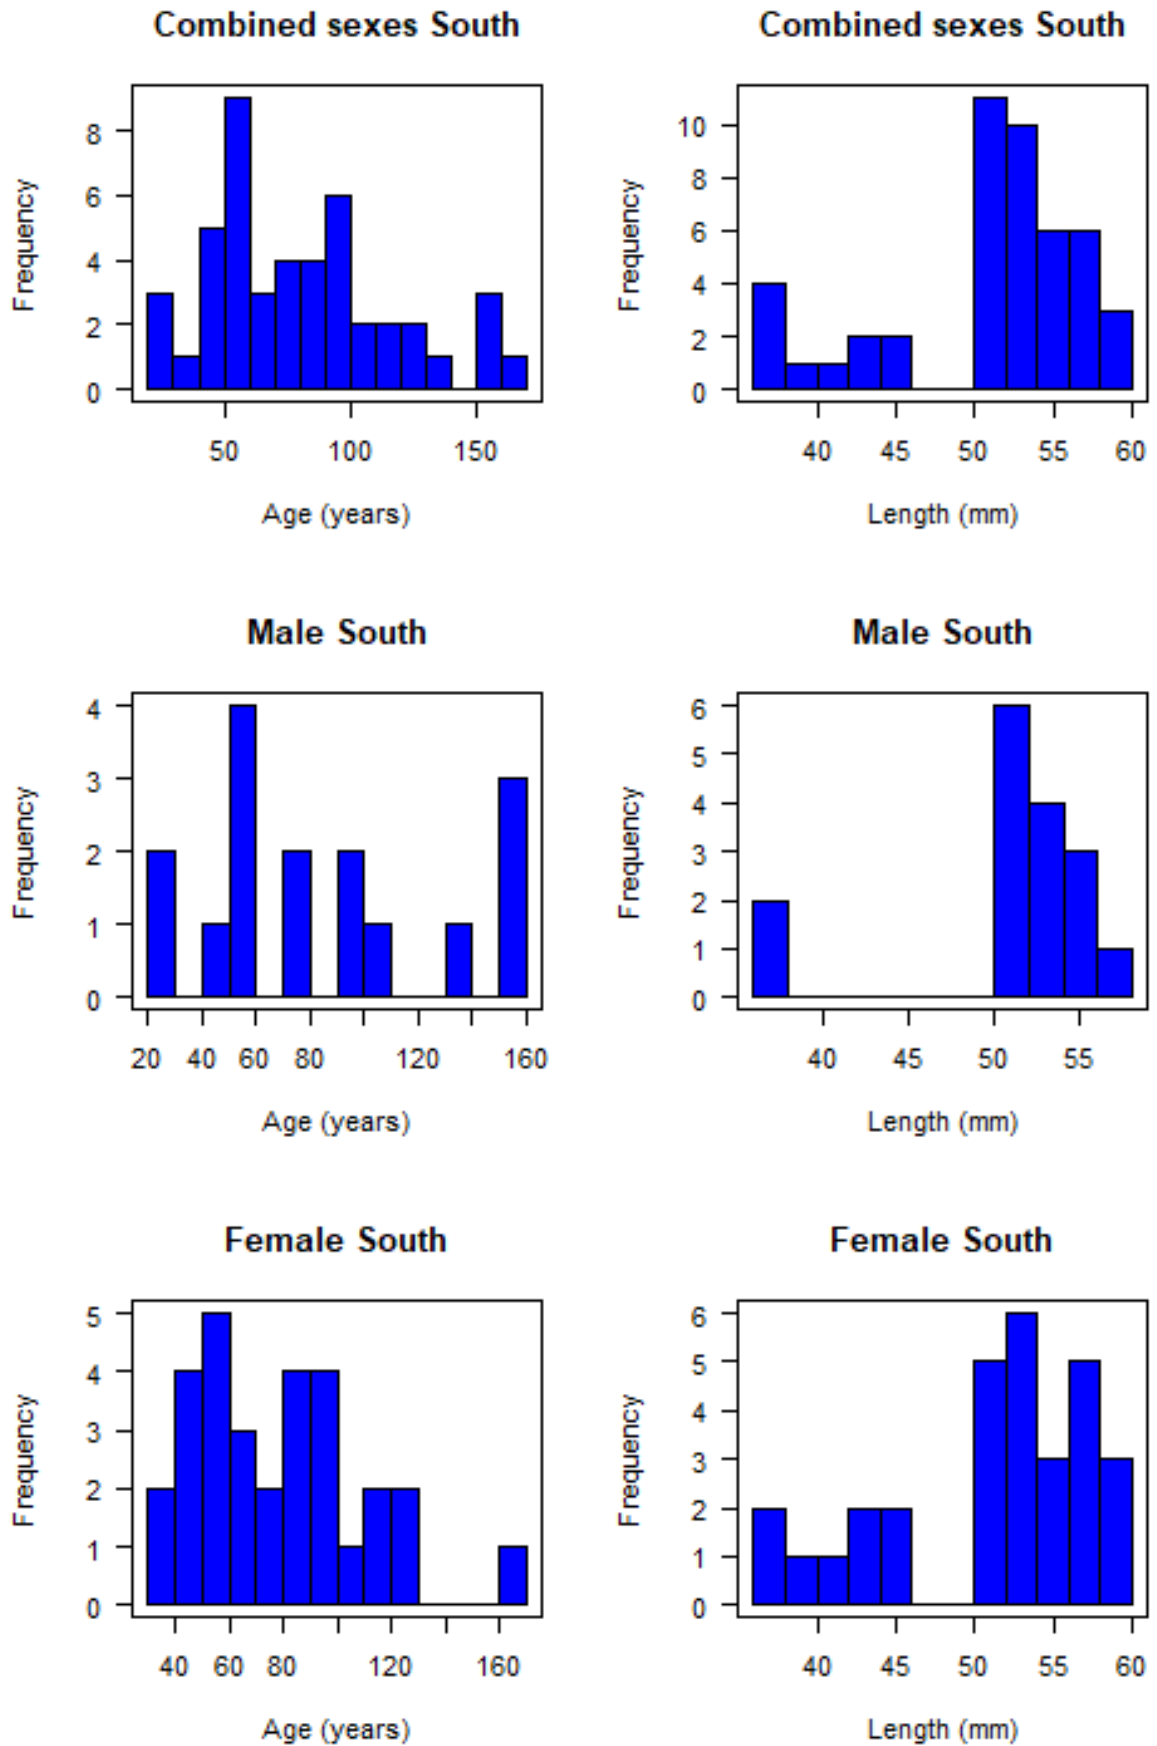 Combined sexes South
Frequency
8
6
4
2
0
50 100 150
Age (years)
Combined sexes South
Frequency
10
8
6
4
2
0
40 45 50 55 60
Length (mm)
Male South
Frequency
4
3
2
1
0
20 40 60 80 120 160
Age (years)
Male South
Frequency
6
5
4
3
2
1
0
40 45 50 55
Length (mm)
Female South
Frequency
5
4
3
2
1
0
40 60 80 120 160
Age (years)
Female South
Frequency
6
5
4
3
2
1
0
40 45 50 55 60
Length (mm)